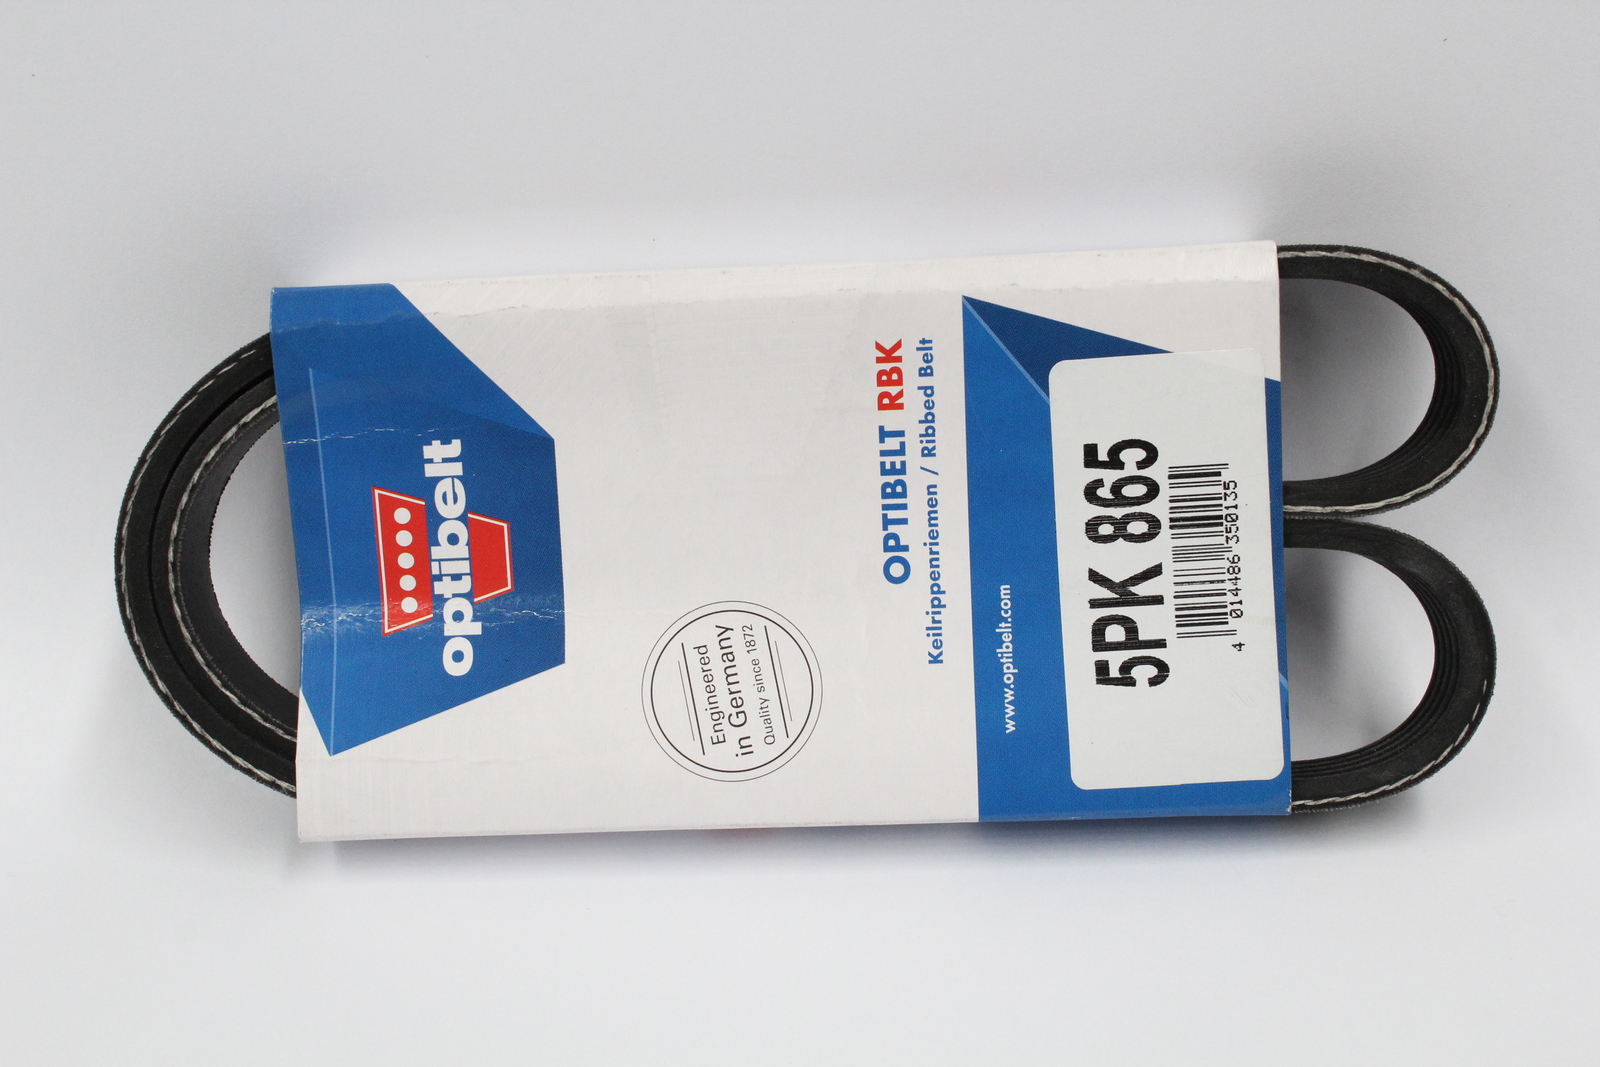 optibelt
Engineered
in Germany
Quality since 1872
OPTIBELT RBK
Keilrippenriemen / Ribbed Belt
www.optibelt.com
5PK 865
4 014486 350135